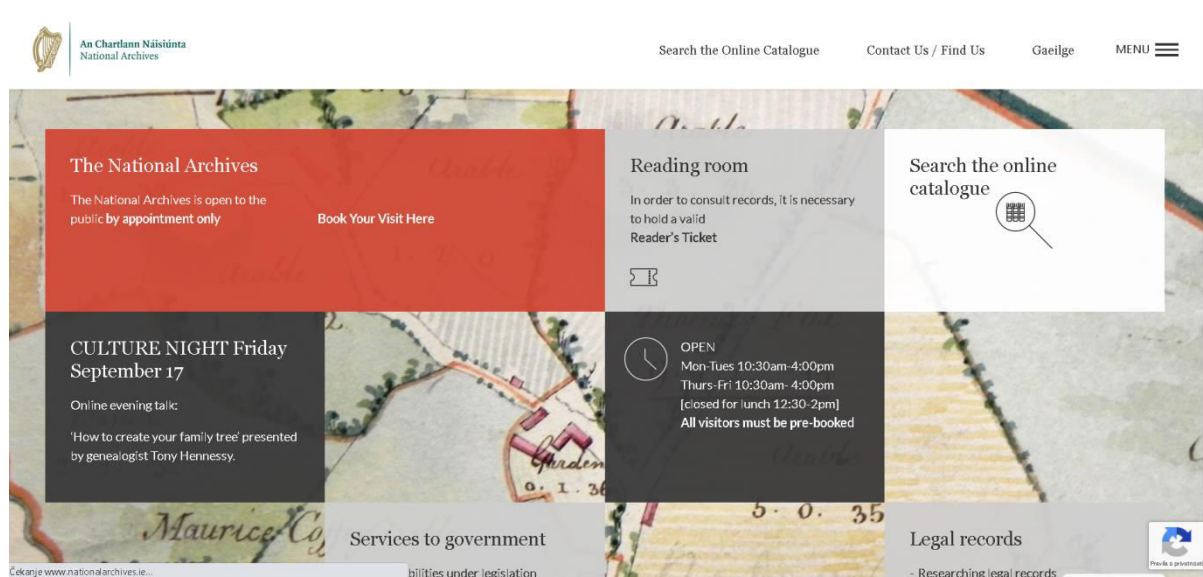 An Chartlann Náisiúnta
National Archives
Search the Online Catalogue
Contact Us / Find Us
Gaeilge
MENU
The National Archives
The National Archives is open to the
public by appointment only
Book Your Visit Here
Reading room
In order to consult records, it is necessary
to hold a valid
Reader's Ticket
Search the online
catalogue
CULTURE NIGHT Friday
September 17
Online evening talk:
'How to create your family tree' presented
by genealogist Tony Hennessy.
OPEN
Mon-Tues 10:30am-4:00pm
Thurs-Fri 10:30am- 4:00pm
[closed for lunch 12:30-2pm]
All visitors must be pre-booked
Arable
Garden
0. 1. 36
Maurice
5. 0. 35
Services to government
bilities under legislation
Legal records
- Researching legal records
Čekanje www.nationalarchives.ie...